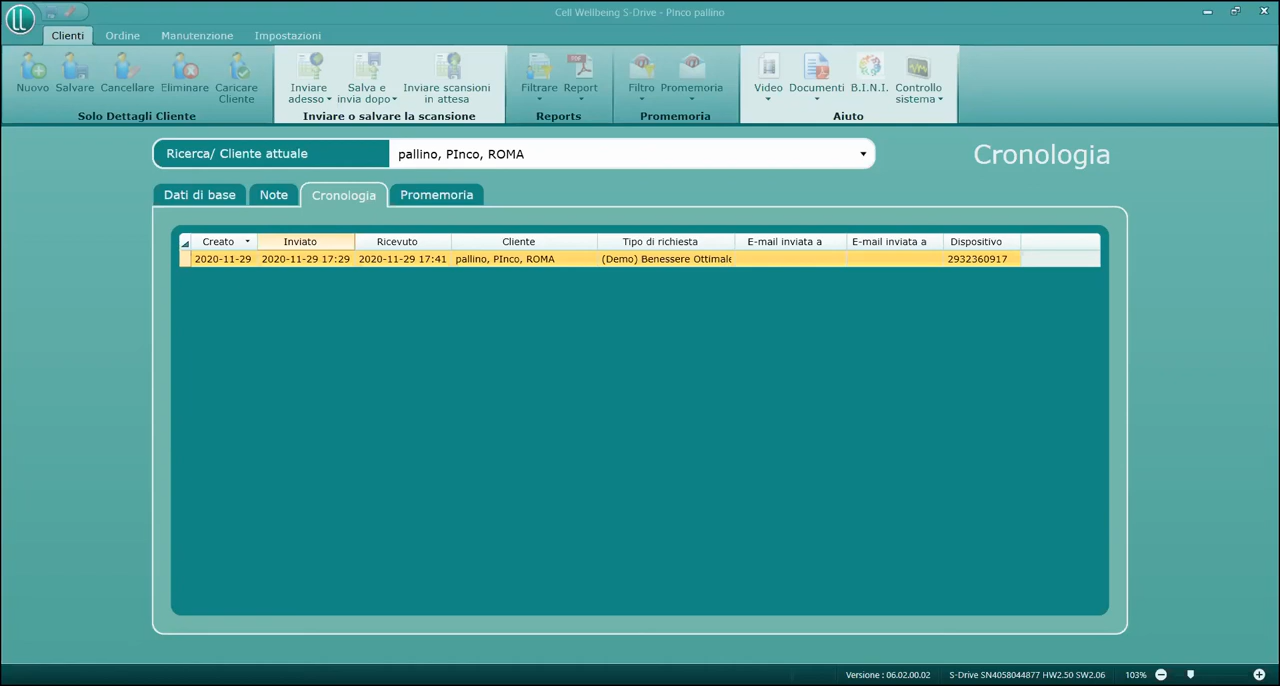 Cell Wellbeing S-Drive - PInco pallino
Clienti Ordine Manutenzione Impostazioni
Nuovo Salvare Cancellare Eliminare Caricare Cliente
Solo Dettagli Cliente
Inviare adesso Salva e invia dopo Inviare scansioni in attesa
Inviare o salvare la scansione
Filtrare Report
Reports
Filtro Promemoria
Promemoria
Video Documenti B.I.N.I. Controllo sistema
Aiuto
Ricerca/ Cliente attuale pallino, PInco, ROMA
Cronologia
Dati di base Note Cronologia Promemoria
Creato Inviato Ricevuto Cliente Tipo di richiesta E-mail inviata a E-mail inviata a Dispositivo
2020-11-29 2020-11-29 17:29 2020-11-29 17:41 pallino, PInco, ROMA (Demo) Benessere Ottimale 2932360917
Versione : 06.02.00.02 S-Drive SN4058044877 HW2.50 SW2.06 103%